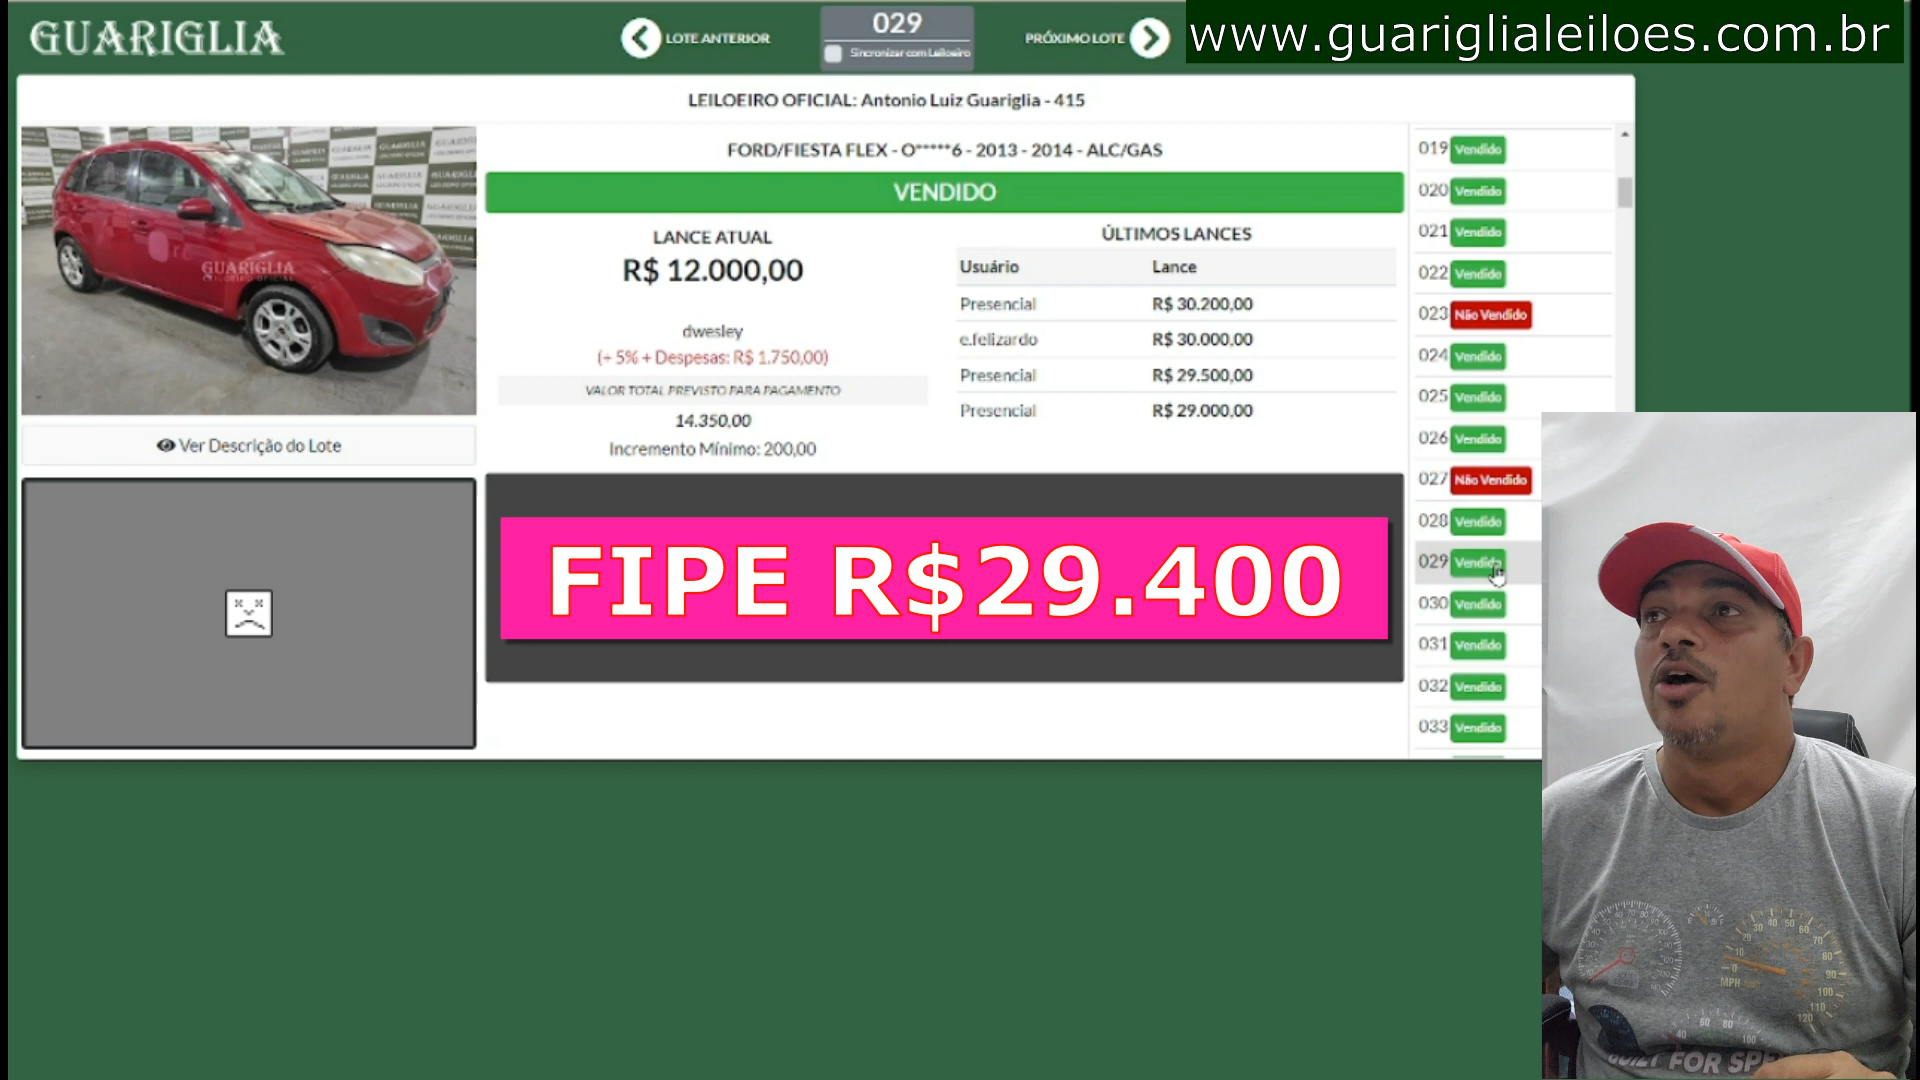 GUARIGLIA
LOTE ANTERIOR
029
Sincronizar com Leiloeiro
PRÓXIMO LOTE
www.guariglialeiloes.com.br
LEILOEIRO OFICIAL: Antonio Luiz Guariglia - 415
FORD/FIESTA FLEX - O*****6 - 2013 - 2014 - ALC/GAS
VENDIDO
LANCE ATUAL
R$ 12.000,00
dwesley
(+ 5% + Despesas: R$ 1.750,00)
VALOR TOTAL PREVISTO PARA PAGAMENTO
14.350,00
Incremento Mínimo: 200,00
ÚLTIMOS LANCES
Usuário Lance
Presencial R$ 30.200,00
e.felizardo R$ 30.000,00
Presencial R$ 29.500,00
Presencial R$ 29.000,00
GUARIGLIA
Ver Descrição do Lote
FIPE R$29.400
019 Vendido
020 Vendido
021 Vendido
022 Vendido
023 Não Vendido
024 Vendido
025 Vendido
026 Vendido
027 Não Vendido
028 Vendido
029 Vendido
030 Vendido
031 Vendido
032 Vendido
033 Vendido
MPH
BUILT FOR SPE